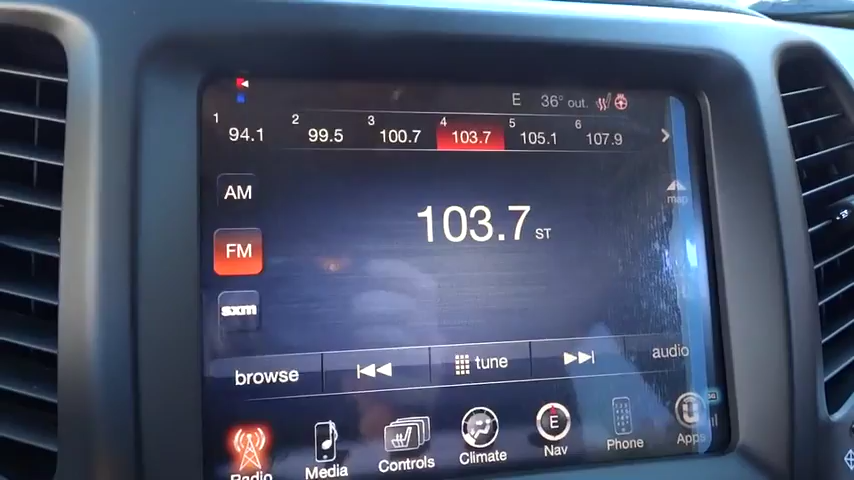 E 36° out.
1 94.1 2 99.5 3 100.7 4 103.7 5 105.1 6 107.9
AM
map
103.7 ST
FM
sxm
browse tune audio
Radio Media Controls Climate E Nav Phone Apps